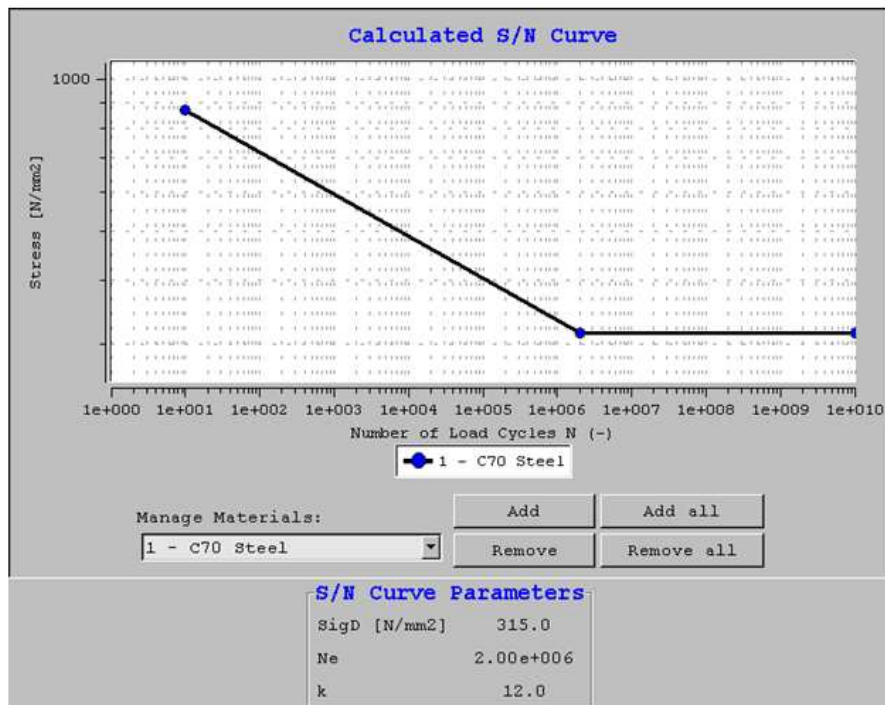 Calculated S/N Curve
1000
Stress [N/mm2]
1e+000 1e+001 1e+002 1e+003 1e+004 1e+005 1e+006 1e+007 1e+008 1e+009 1e+010
Number of Load Cycles N (-)
1 - C70 Steel
Manage Materials:
Add Add all
1 - C70 Steel
Remove Remove all
S/N Curve Parameters
SigD [N/mm2] 315.0
Ne 2.00e+006
k 12.0